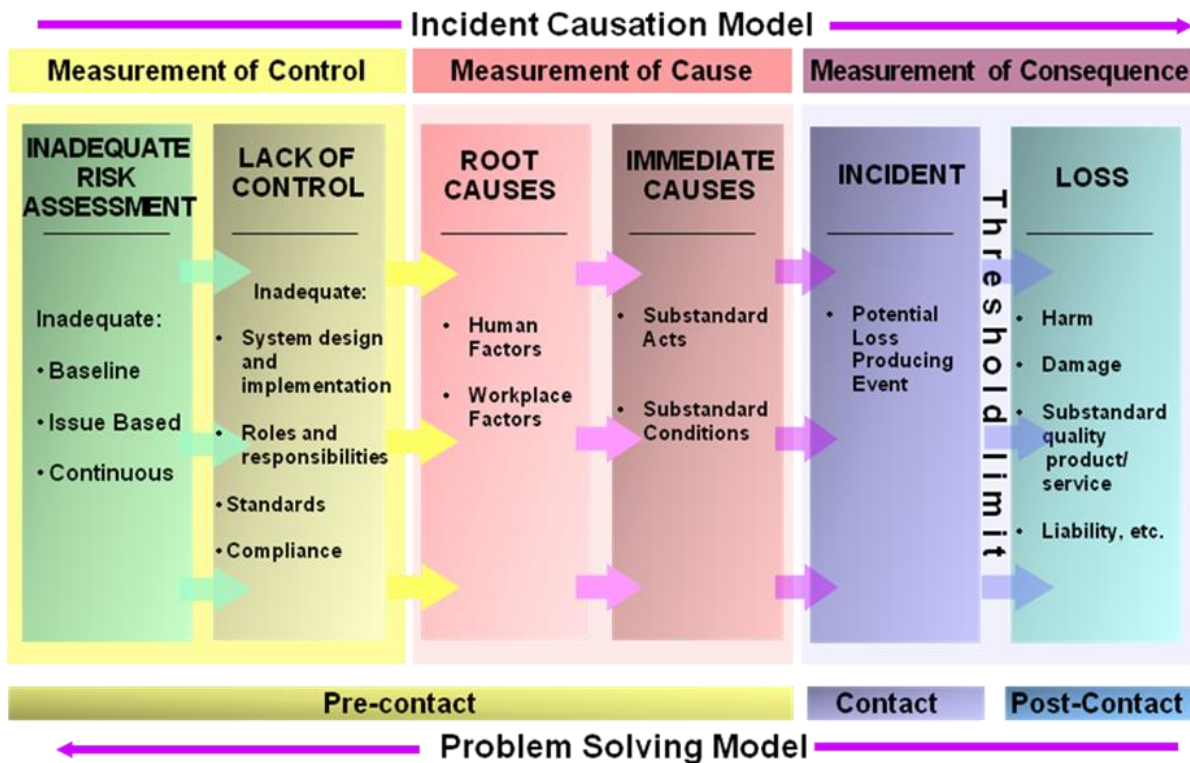 Incident Causation Model
Measurement of Control
Measurement of Cause
Measurement of Consequence
INADEQUATE
RISK
ASSESSMENT
Inadequate:
• Baseline
• Issue Based
• Continuous
LACK OF
CONTROL
Inadequate:
• System design
and
implementation
• Roles and
responsibilities
• Standards
• Compliance
ROOT
CAUSES
• Human
Factors
• Workplace
Factors
IMMEDIATE
CAUSES
• Substandard
Acts
• Substandard
Conditions
INCIDENT
• Potential
Loss
Producing
Event
Threshold limit
LOSS
• Harm
• Damage
• Substandard
quality
product/
service
• Liability, etc.
Pre-contact
Contact
Post-Contact
Problem Solving Model